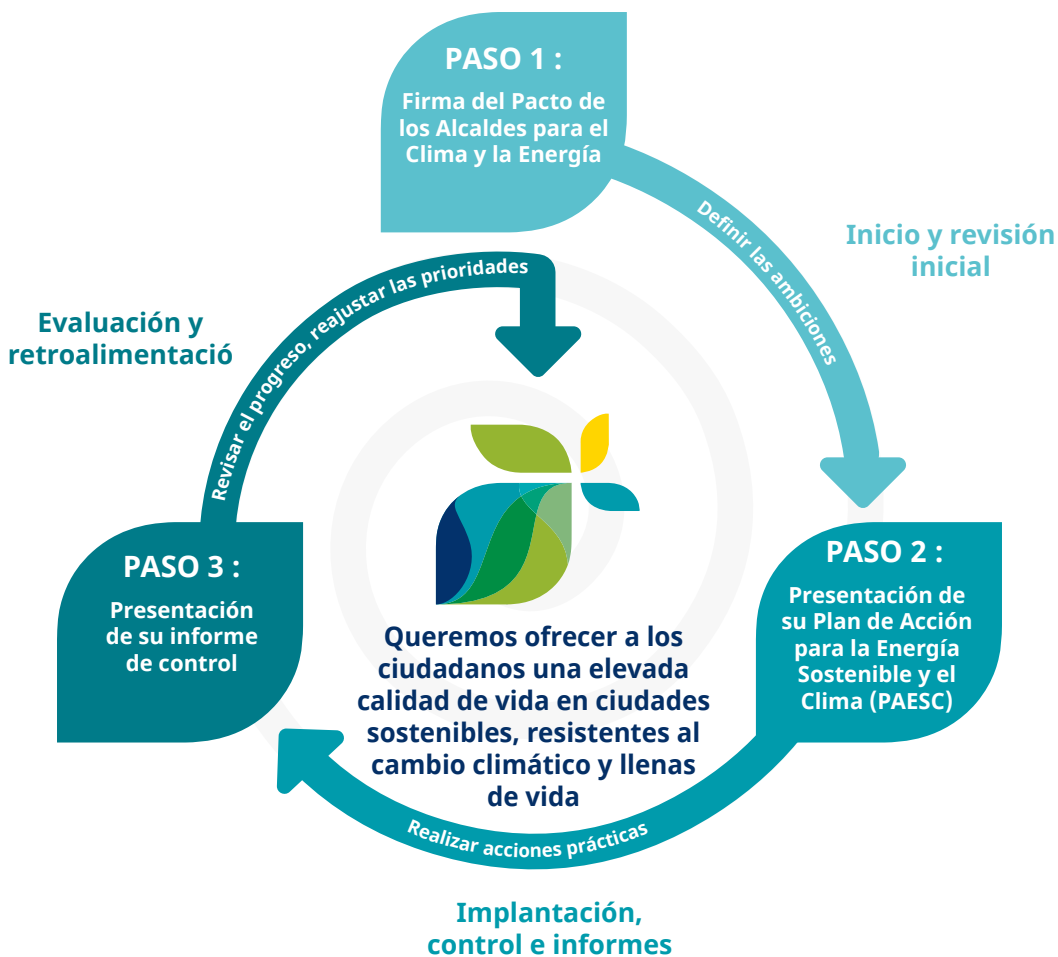 PASO 1 :
Firma del Pacto de
los Alcaldes para el
Clima y la Energía
Definir las ambiciones
Inicio y revisión
inicial
PASO 2 :
Presentación de
su Plan de Acción
para la Energía
Sostenible y el
Clima (PAESC)
Realizar acciones prácticas
Implantación,
control e informes
PASO 3 :
Presentación
de su informe
de control
Revisar el progreso, reajustar las prioridades
Evaluación y
retroalimentació
Queremos ofrecer a los
ciudadanos una elevada
calidad de vida en ciudades
sostenibles, resistentes al
cambio climático y llenas
de vida